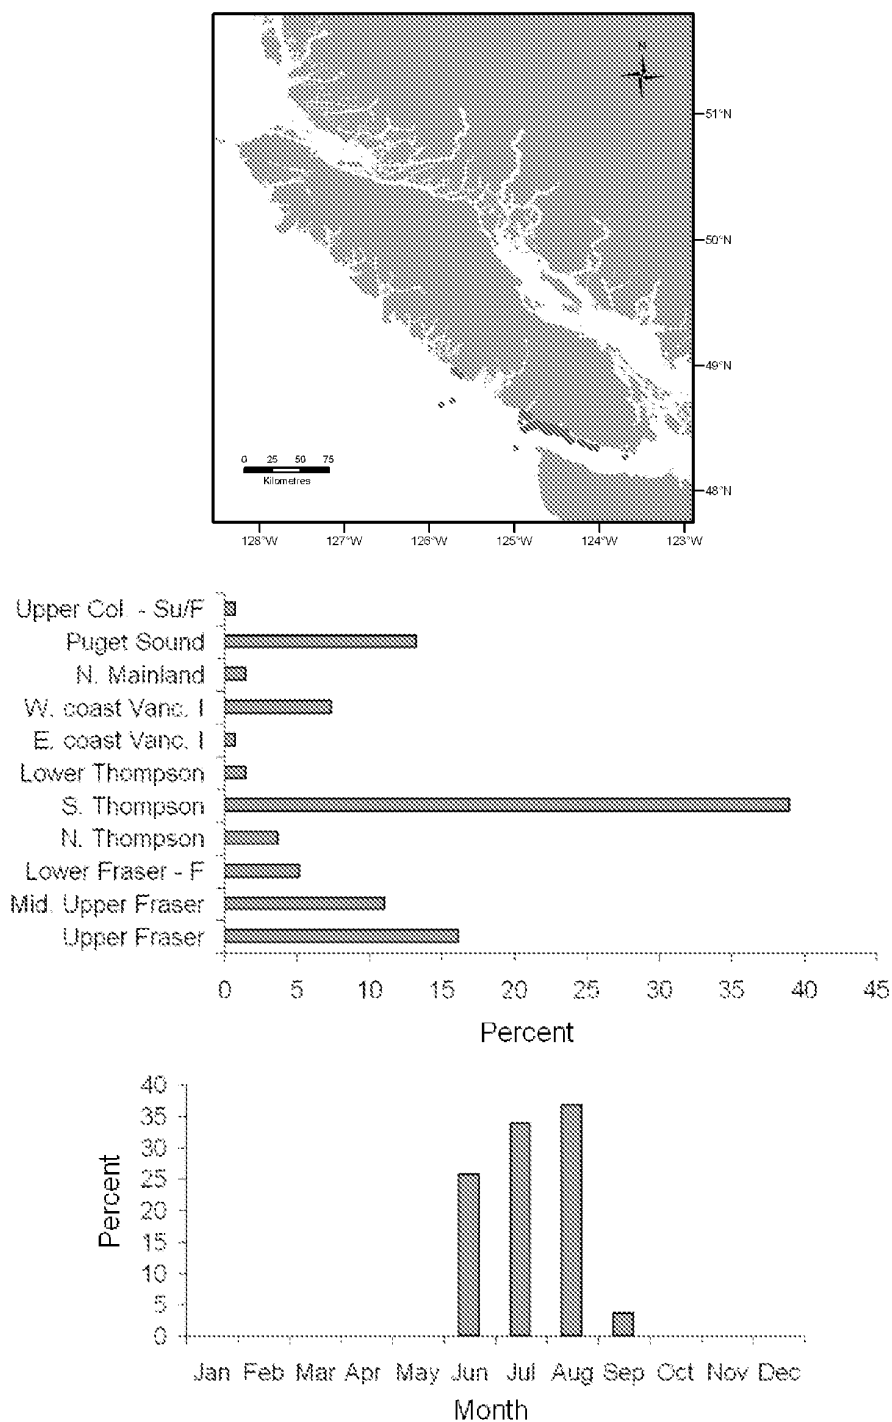 N
51°N
50°N
49°N
48°N
0 25 50 75
Kilometres
128°W 127°W 126°W 125°W 124°W 123°W
Upper Col. - Su/F
Puget Sound
N. Mainland
W. coast Vanc. I
E. coast Vanc. I
Lower Thompson
S. Thompson
N. Thompson
Lower Fraser - F
Mid. Upper Fraser
Upper Fraser
0 5 10 15 20 25 30 35 40 45
Percent
40
35
30
25
20
15
10
5
0
Percent
Jan Feb Mar Apr May Jun Jul Aug Sep Oct Nov Dec
Month